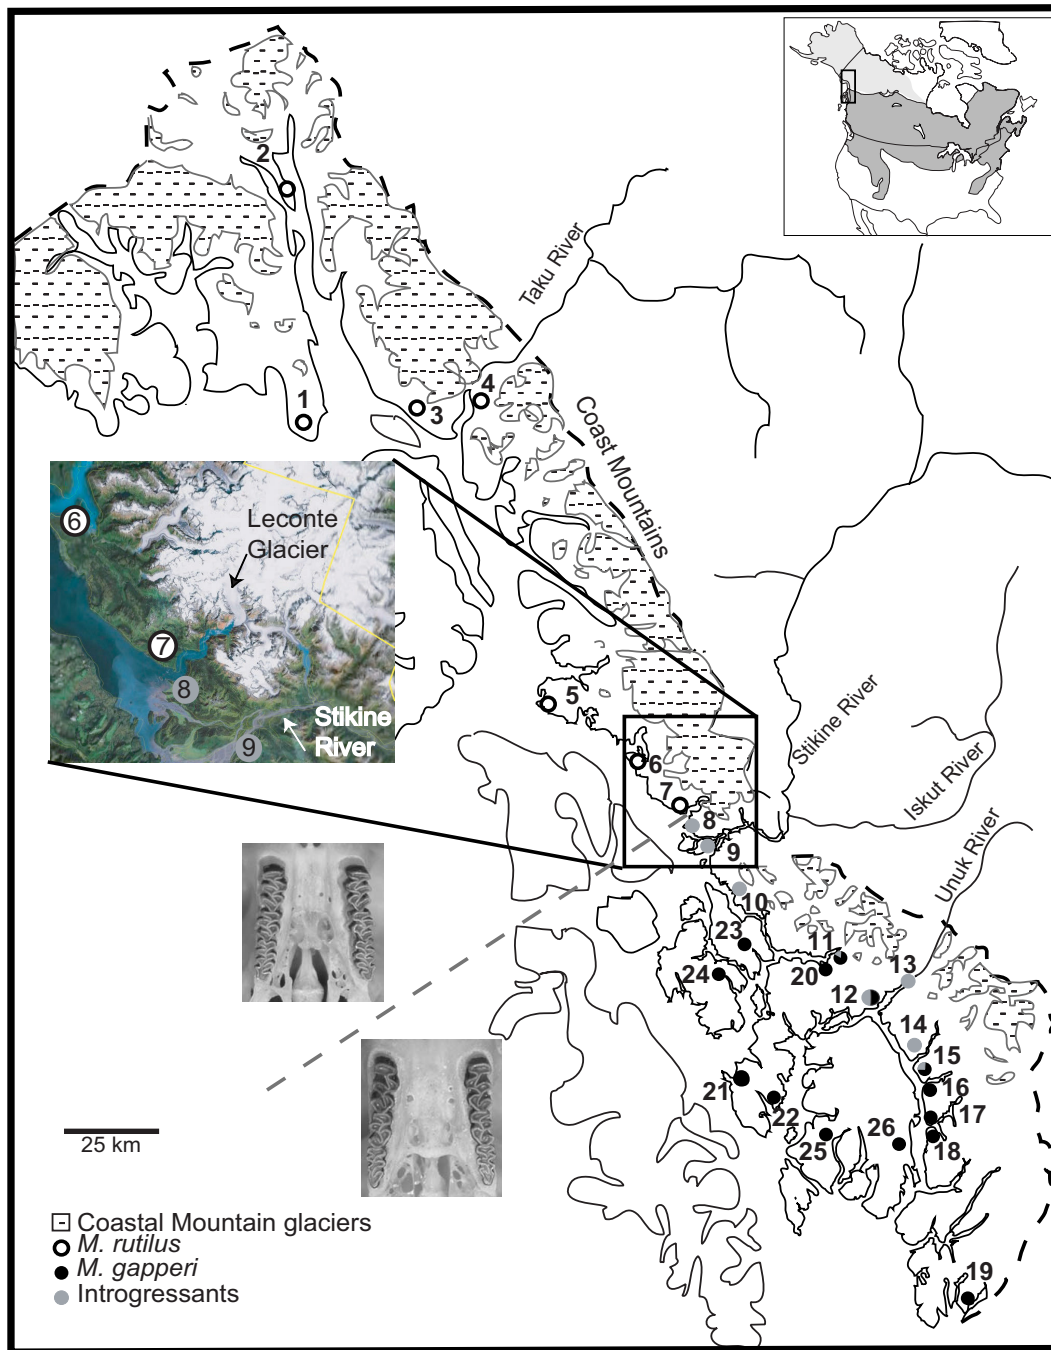 2
Taku River
1
3
4
Coast Mountains
6
Leconte
Glacier
7
8
9
Stikine
River
5
6
7
8
9
Stikine River
Iskut River
Unuk River
10
23
11
24
20
13
12
14
15
16
17
18
21
22
25
26
19
25 km
Coastal Mountain glaciers
M. rutilus
M. gapperi
Introgressants